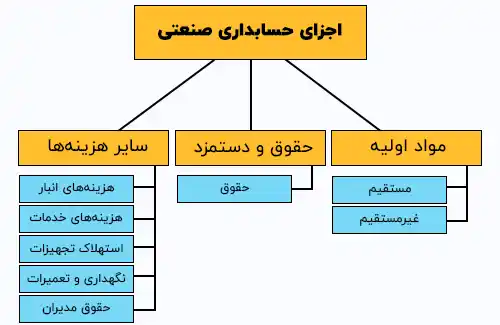 اجزای حسابداری صنعتی
مواد اولیه
مستقیم
غیرمستقیم
حقوق و دستمزد
حقوق
سایر هزینه‌ها
هزینه‌های انبار
هزینه‌های خدمات
استهلاک تجهیزات
نگهداری و تعمیرات
حقوق مدیران